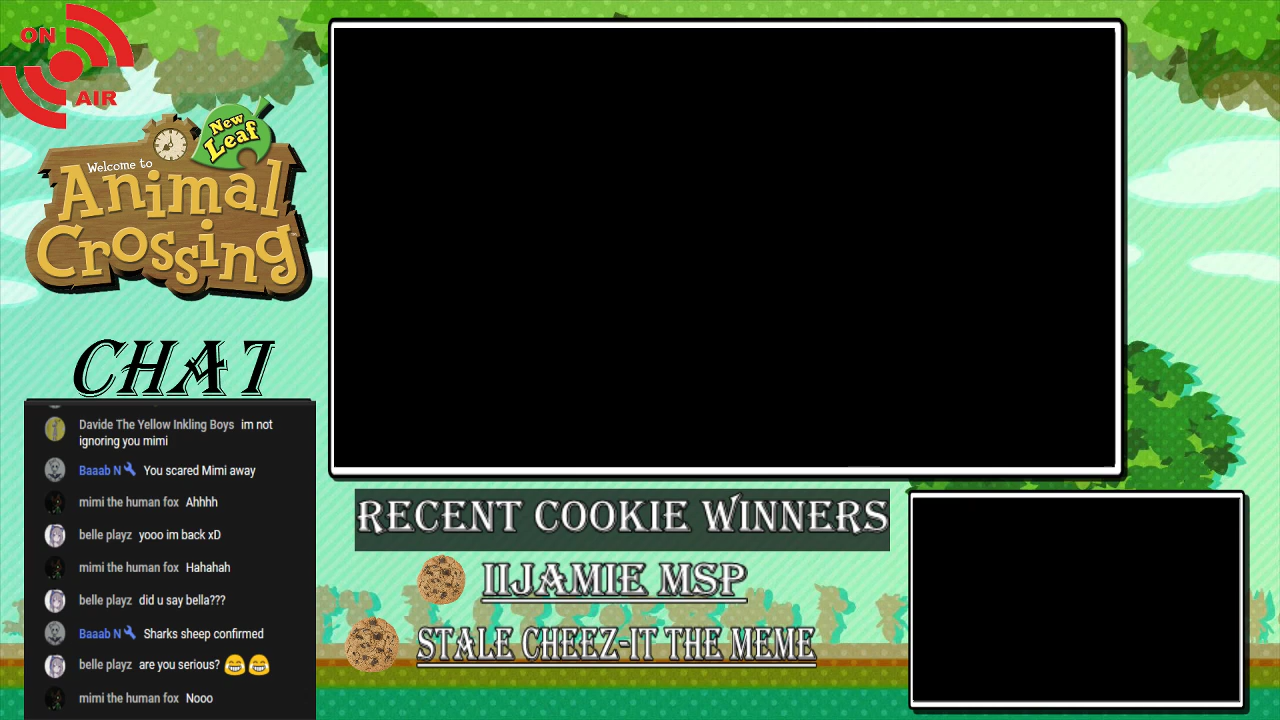 ON
AIR
New
Leaf
Welcome to
Animal
Crossing
CHAT
Davide The Yellow Inkling Boys im not
ignoring you mimi
Baaab N You scared Mimi away
mimi the human fox Ahhhh
belle playz yooo im back xD
mimi the human fox Hahahah
belle playz did u say bella???
Baaab N Sharks sheep confirmed
belle playz are you serious? 😂😂
mimi the human fox Nooo
RECENT COOKIE WINNERS
IIJAMIE MSP
STALE CHEEZ-IT THE MEME